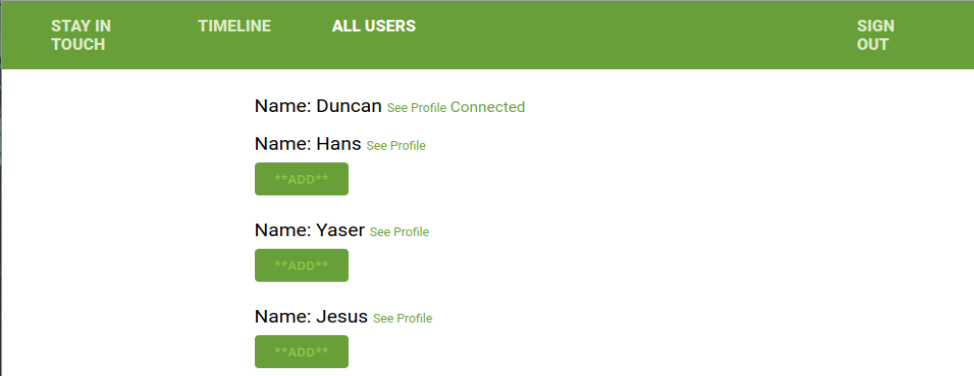 STAY IN
TOUCH
TIMELINE
ALL USERS
SIGN
OUT
Name: Duncan See Profile Connected
Name: Hans See Profile
**ADD**
Name: Yaser See Profile
**ADD**
Name: Jesus See Profile
**ADD**